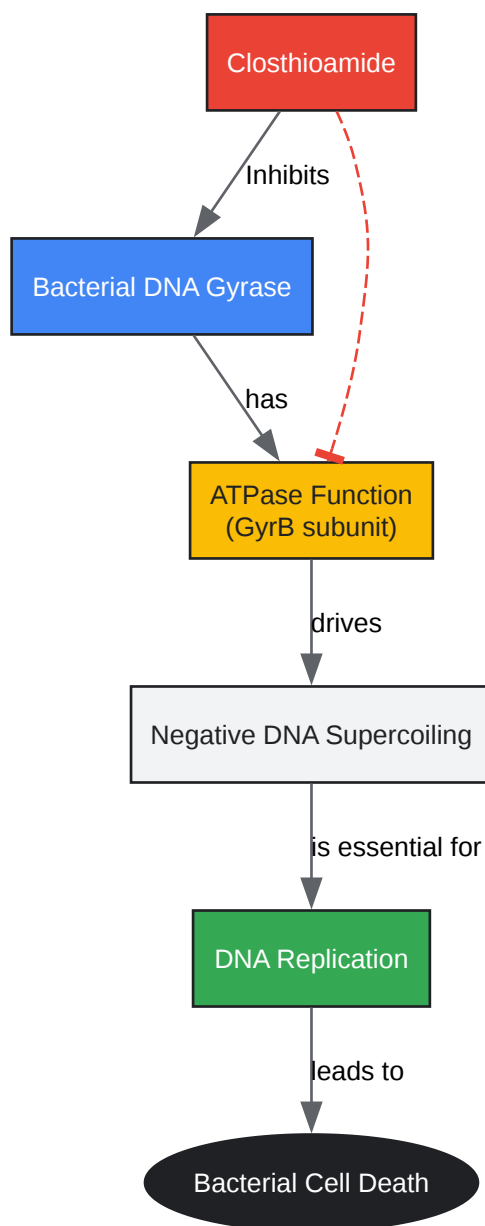 Closthioamide
Inhibits
Bacterial DNA Gyrase
has
ATPase Function
(GyrB subunit)
drives
Negative DNA Supercoiling
is essential for
DNA Replication
leads to
Bacterial Cell Death